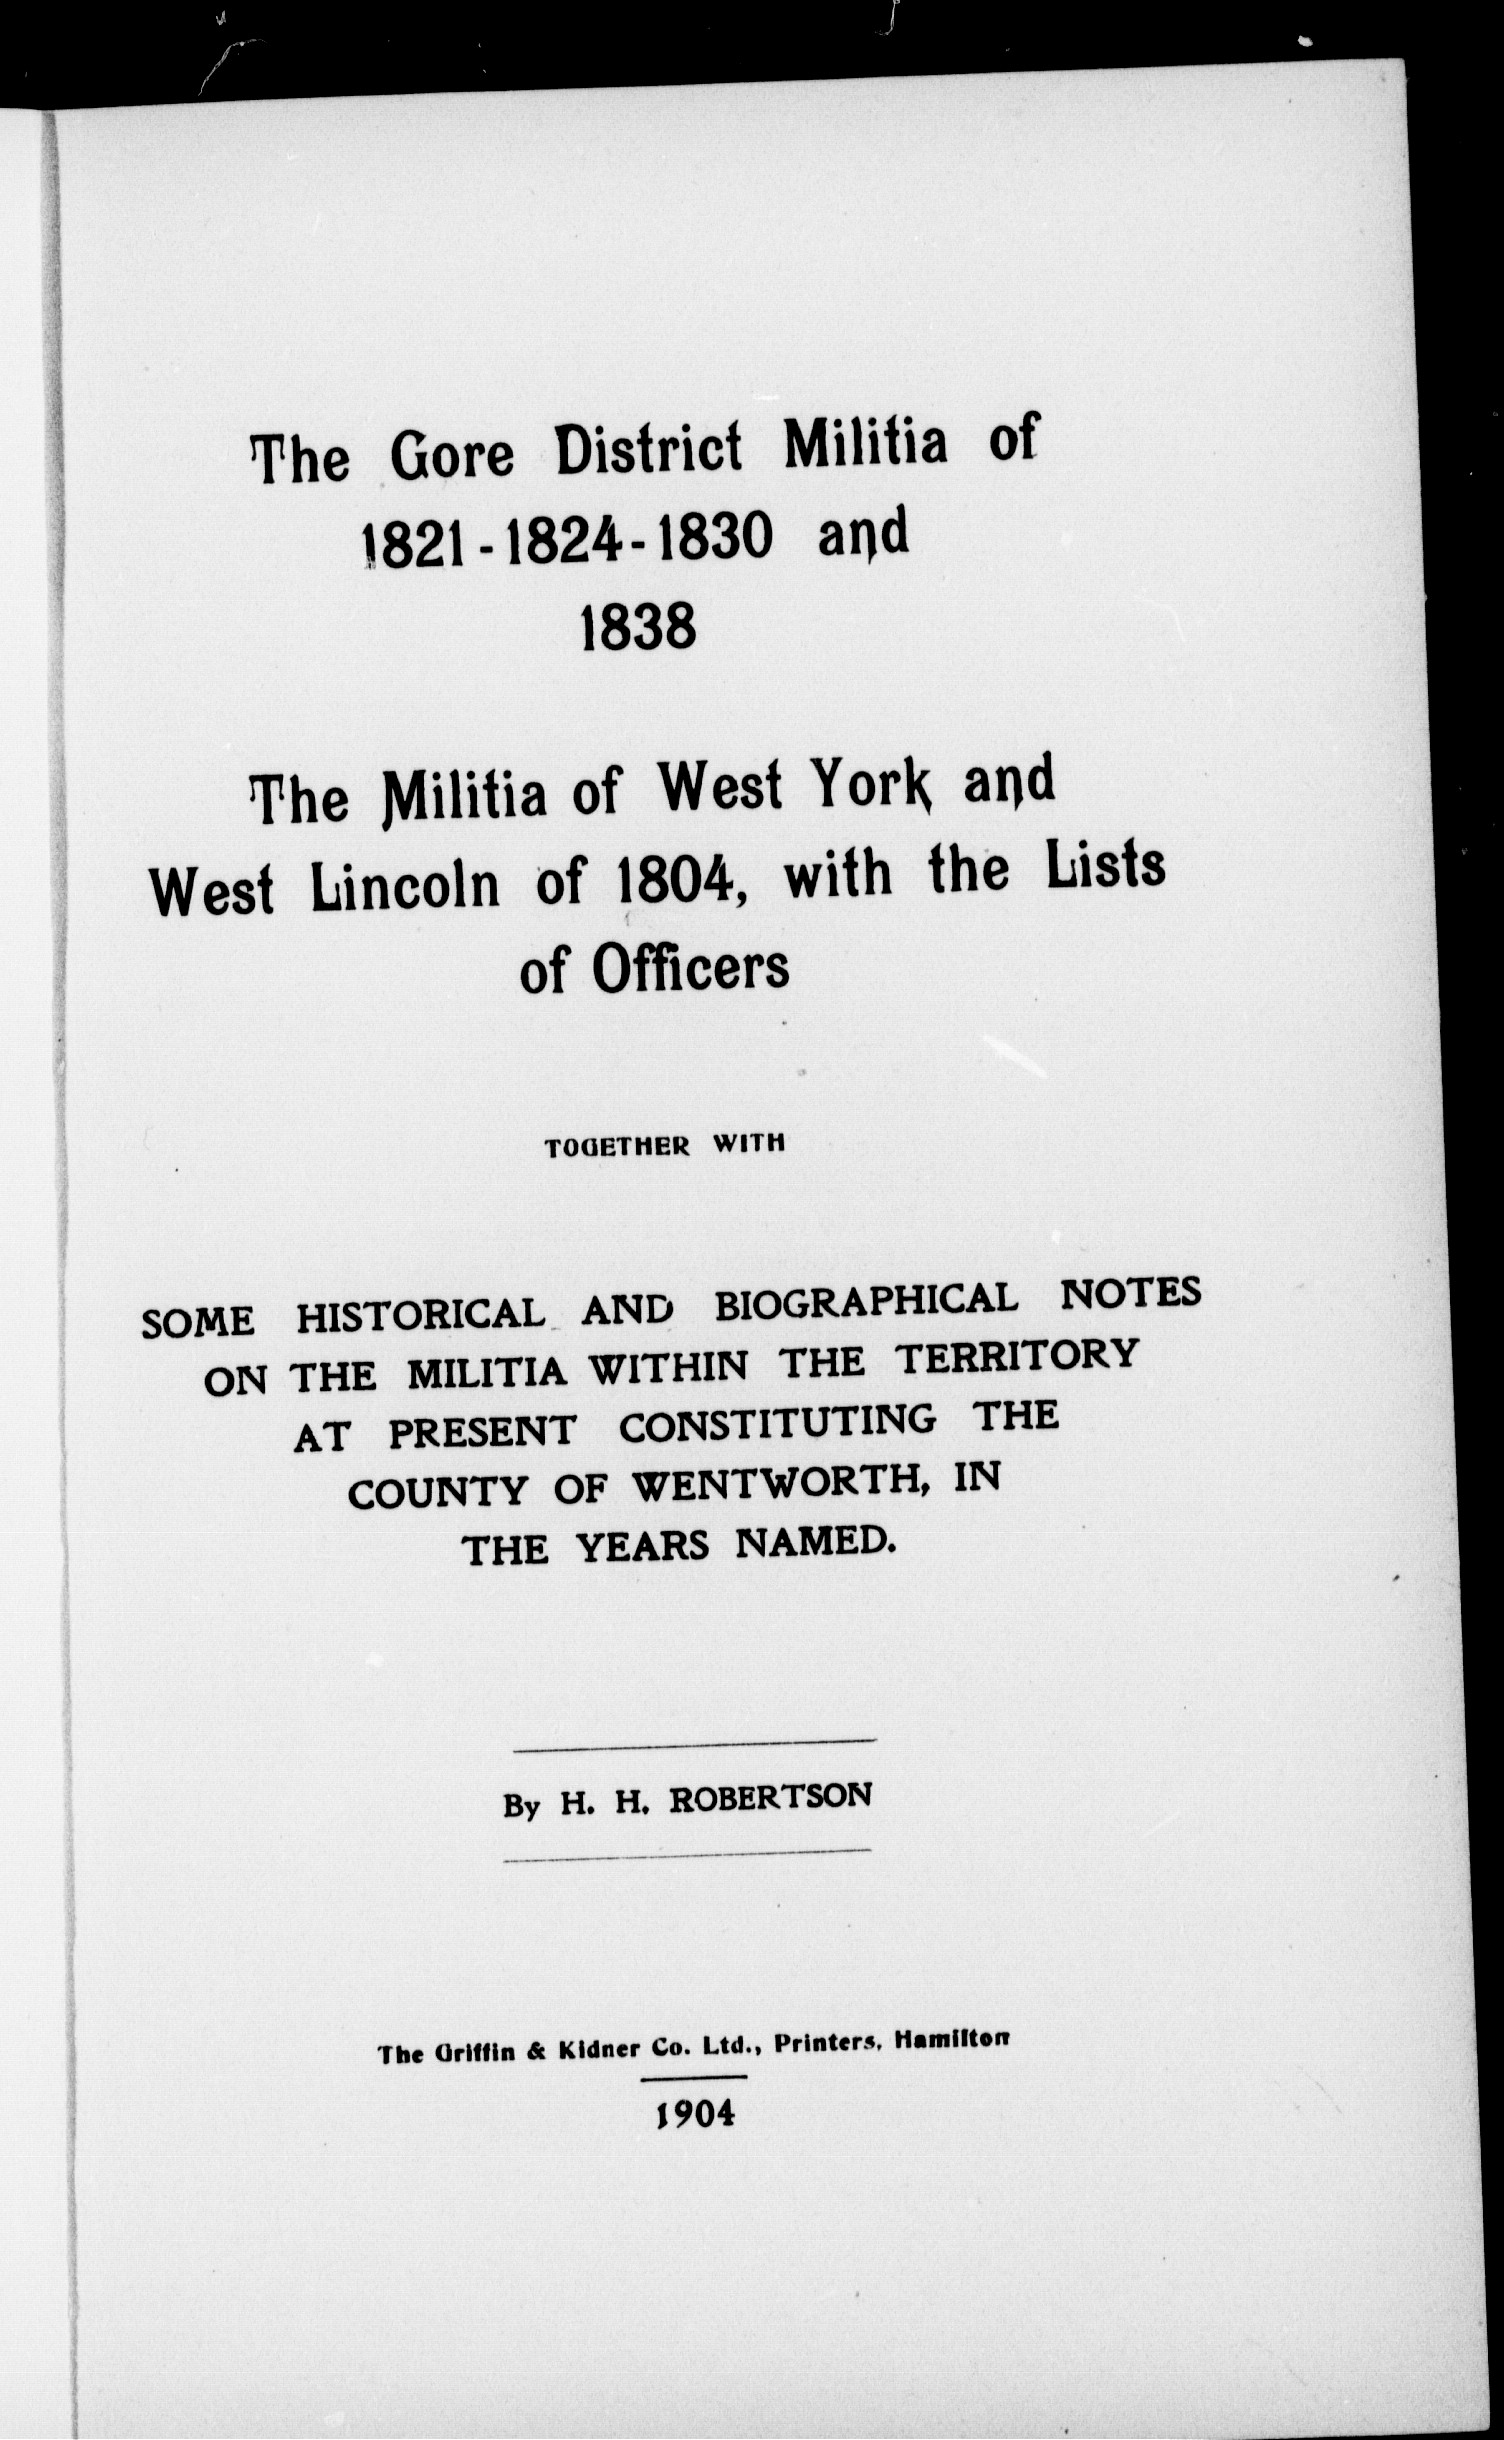 The Gore District Militia of
1821-1824-1830 and
1838
The Militia of West York and
West Lincoln of 1804, with the Lists
of Officers
TOGETHER WITH
SOME HISTORICAL AND BIOGRAPHICAL NOTES
ON THE MILITIA WITHIN THE TERRITORY
AT PRESENT CONSTITUTING THE
COUNTY OF WENTWORTH, IN
THE YEARS NAMED.
By H. H. ROBERTSON
The Griffin & Kidner Co. Ltd., Printers, Hamilton
1904